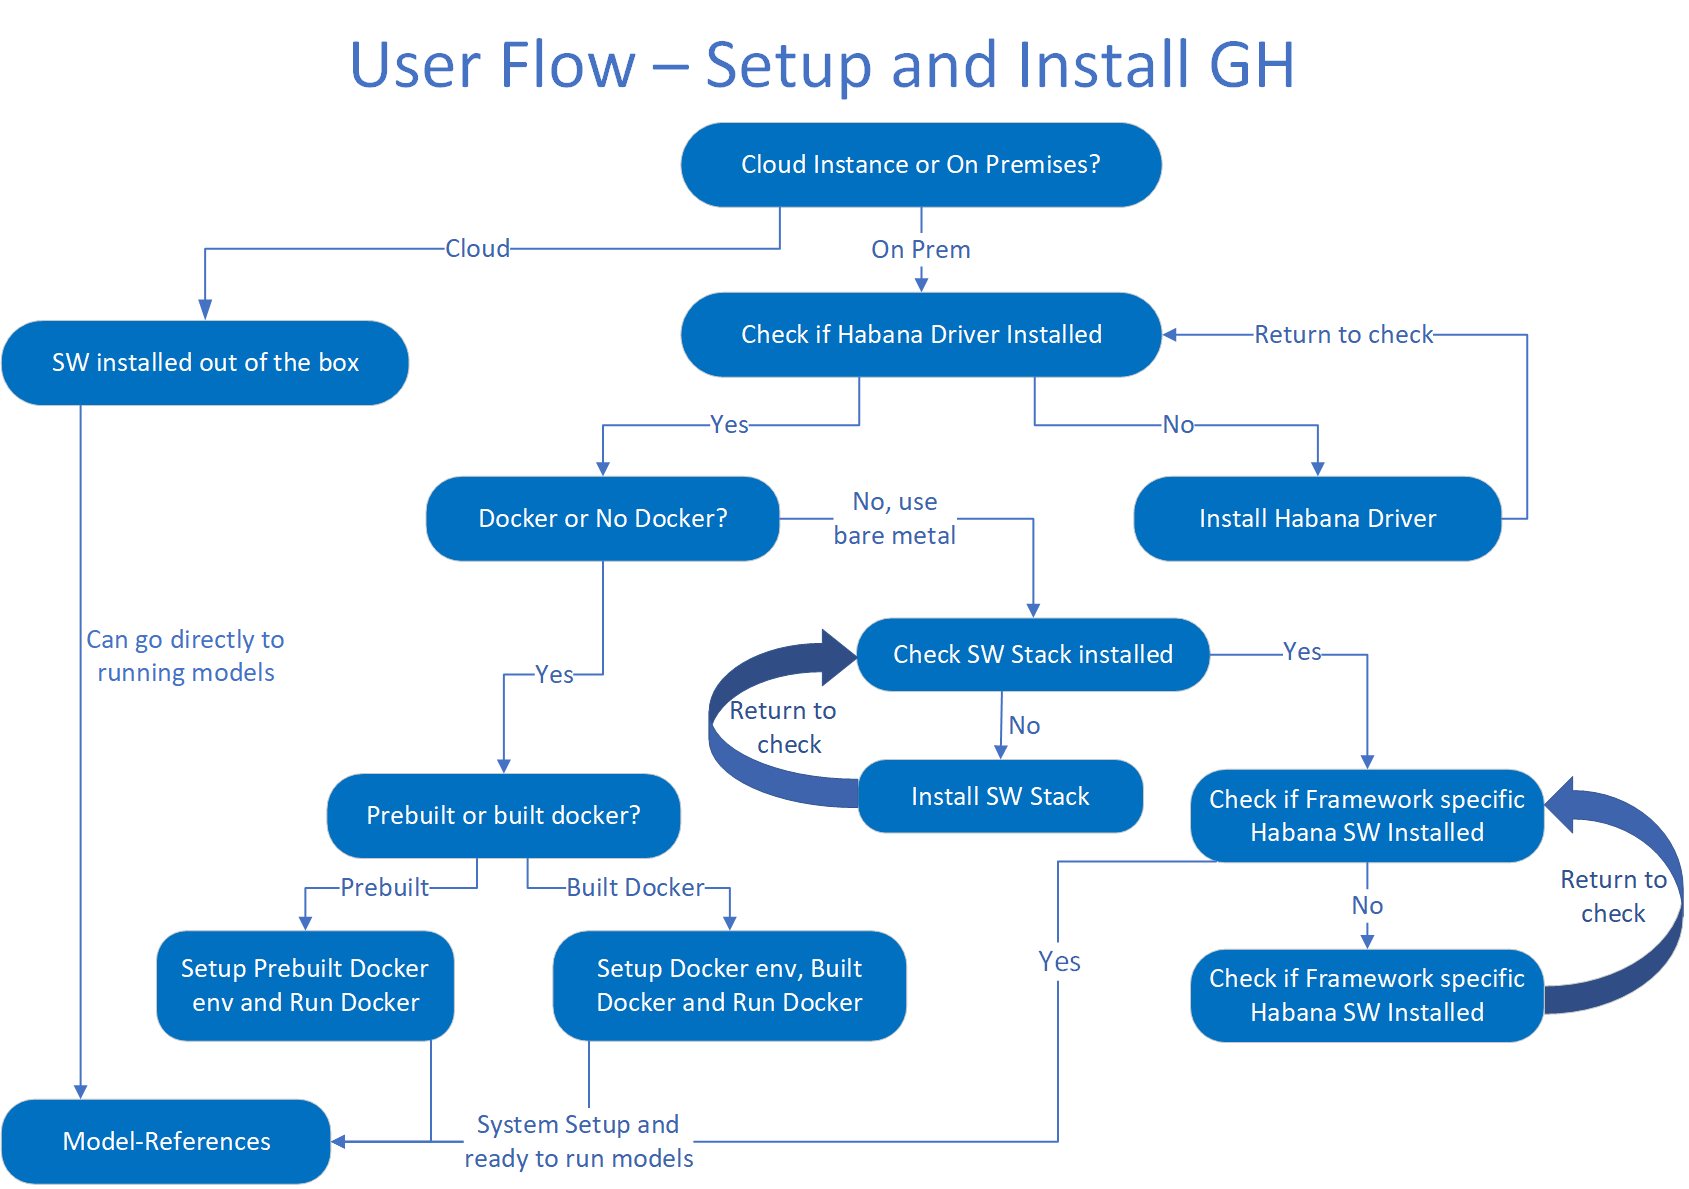 User Flow – Setup and Install GH
Cloud Instance or On Premises?
Cloud
On Prem
Check if Habana Driver Installed
Return to check
SW installed out of the box
Yes
No
Docker or No Docker?
No, use
bare metal
Install Habana Driver
Can go directly to
running models
Yes
Check SW Stack installed
Yes
Return to
check
No
Install SW Stack
Prebuilt or built docker?
Check if Framework specific
Habana SW Installed
Prebuilt
Built Docker
Return to
check
No
Setup Prebuilt Docker
env and Run Docker
Setup Docker env, Built
Docker and Run Docker
Yes
Check if Framework specific
Habana SW Installed
Model-References
System Setup and
ready to run models